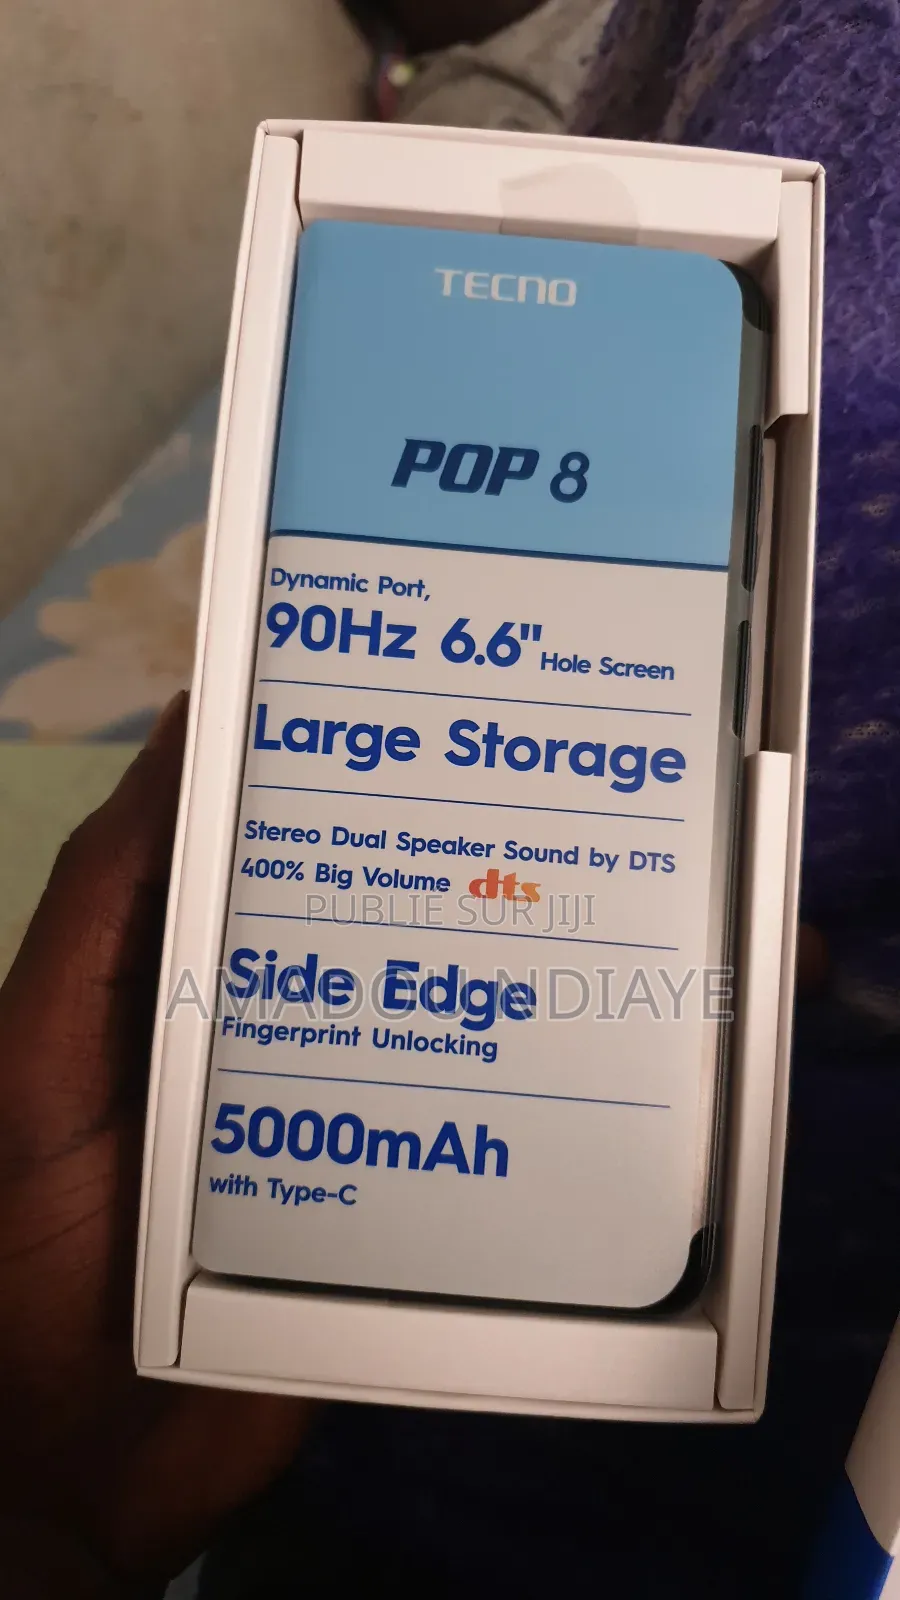 TECNO
POP 8
Dynamic Port,
90Hz 6.6" Hole Screen
Large Storage
Stereo Dual Speaker Sound by DTS
400% Big Volume dts
PUBLIE SUR JIJI
AMADOU NDIAYE
Side Edge
Fingerprint Unlocking
5000mAh
with Type-C